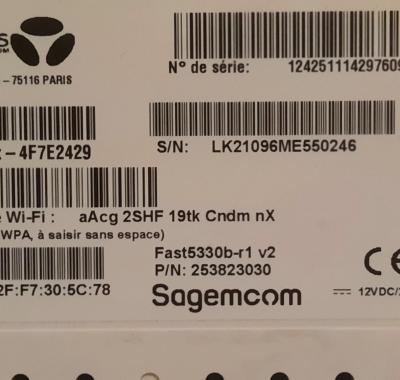 S
OM
- 75116 PARIS
N° de série: 124251114297609
-4F7E2429
S/N: LK21096ME550246
e Wi-Fi : aAcg 2SHF 19tk Cndm nX
WPA, à saisir sans espace)
Fast5330b-r1 v2
P/N: 253823030
2F:F7:30:5C:78
Sagemcom
CE
12VDC/